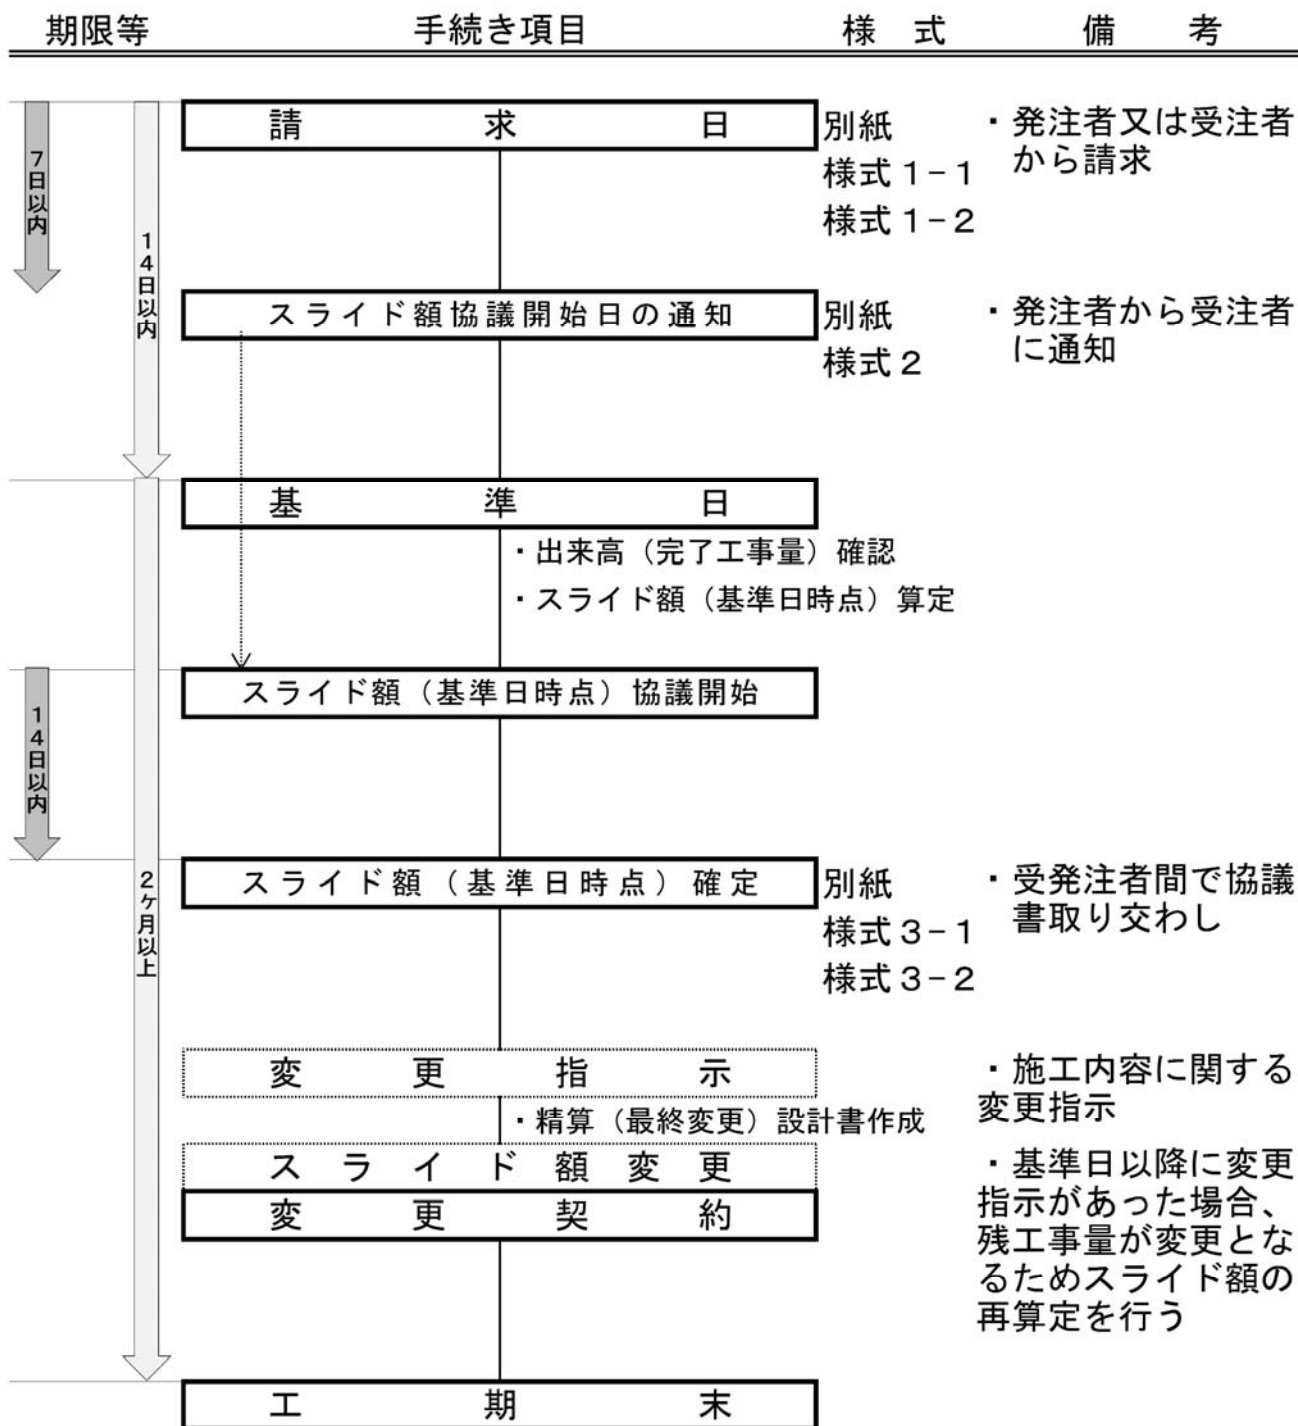 期限等 手続き項目 様式 備考
請求日 別紙 ・発注者又は受注者
様式1-1 から請求
様式1-2
7日以内
14日以内
スライド額協議開始日の通知 別紙 ・発注者から受注者
様式2 に通知
基準日
・出来高（完了工事量）確認
・スライド額（基準日時点）算定
スライド額（基準日時点）協議開始
14日以内
2ヶ月以上
スライド額（基準日時点）確定 別紙 ・受発注者間で協議
様式3-1 書取り交わし
様式3-2
変更指示 ・施工内容に関する
変更指示
・精算（最終変更）設計書作成
スライド額変更 ・基準日以降に変更
変更契約 指示があった場合、
残工事量が変更とな
るためスライド額の
再算定を行う
工期末